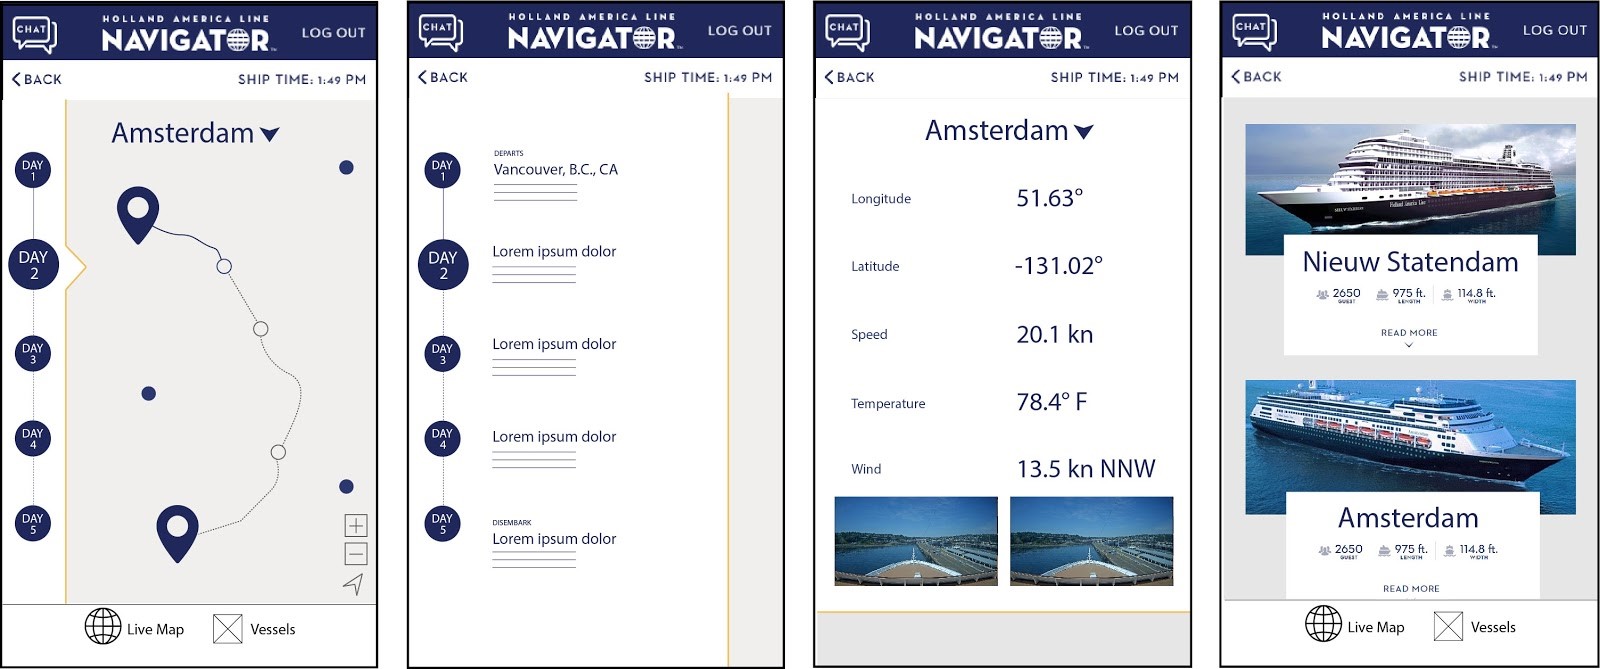 CHAT
HOLLAND AMERICA LINE
NAVIGATOR™
LOG OUT
BACK
SHIP TIME: 1:49 PM
Amsterdam
DAY
1
DAY
2
DAY
3
DAY
4
DAY
5
Live Map
Vessels
CHAT
HOLLAND AMERICA LINE
NAVIGATOR™
LOG OUT
BACK
SHIP TIME: 1:49 PM
DAY
1
DEPARTS
Vancouver, B.C., CA
DAY
2
Lorem ipsum dolor
DAY
3
Lorem ipsum dolor
DAY
4
Lorem ipsum dolor
DAY
5
DISEMBARK
Lorem ipsum dolor
CHAT
HOLLAND AMERICA LINE
NAVIGATOR™
LOG OUT
BACK
SHIP TIME: 1:49 PM
Amsterdam
Longitude 51.63°
Latitude -131.02°
Speed 20.1 kn
Temperature 78.4° F
Wind 13.5 kn NNW
CHAT
HOLLAND AMERICA LINE
NAVIGATOR™
LOG OUT
BACK
SHIP TIME: 1:49 PM
Holland America Line
Nieuw Statendam
2650 975 ft. 114.8 ft.
GUEST LENGTH WIDTH
READ MORE
Amsterdam
2650 975 ft. 114.8 ft.
GUEST LENGTH WIDTH
READ MORE
Live Map
Vessels